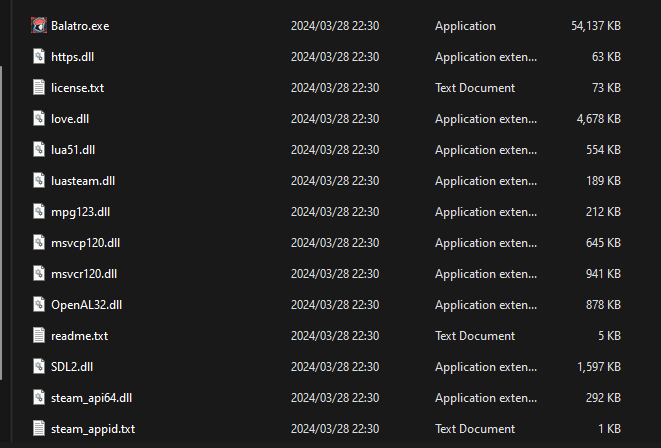 Balatro.exe 2024/03/28 22:30 Application 54,137 KB
https.dll 2024/03/28 22:30 Application exten... 63 KB
license.txt 2024/03/28 22:30 Text Document 73 KB
love.dll 2024/03/28 22:30 Application exten... 4,678 KB
lua51.dll 2024/03/28 22:30 Application exten... 554 KB
luasteam.dll 2024/03/28 22:30 Application exten... 189 KB
mpg123.dll 2024/03/28 22:30 Application exten... 212 KB
msvcp120.dll 2024/03/28 22:30 Application exten... 645 KB
msvcr120.dll 2024/03/28 22:30 Application exten... 941 KB
OpenAL32.dll 2024/03/28 22:30 Application exten... 878 KB
readme.txt 2024/03/28 22:30 Text Document 5 KB
SDL2.dll 2024/03/28 22:30 Application exten... 1,597 KB
steam_api64.dll 2024/03/28 22:30 Application exten... 292 KB
steam_appid.txt 2024/03/28 22:30 Text Document 1 KB